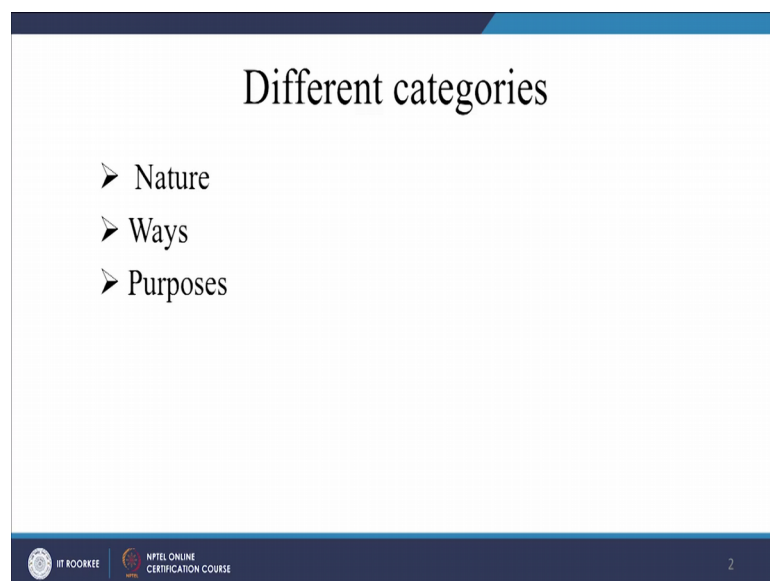 Different categories
➢ Nature
➢ Ways
➢ Purposes
IIT ROORKEE
NPTEL ONLINE
CERTIFICATION COURSE
2